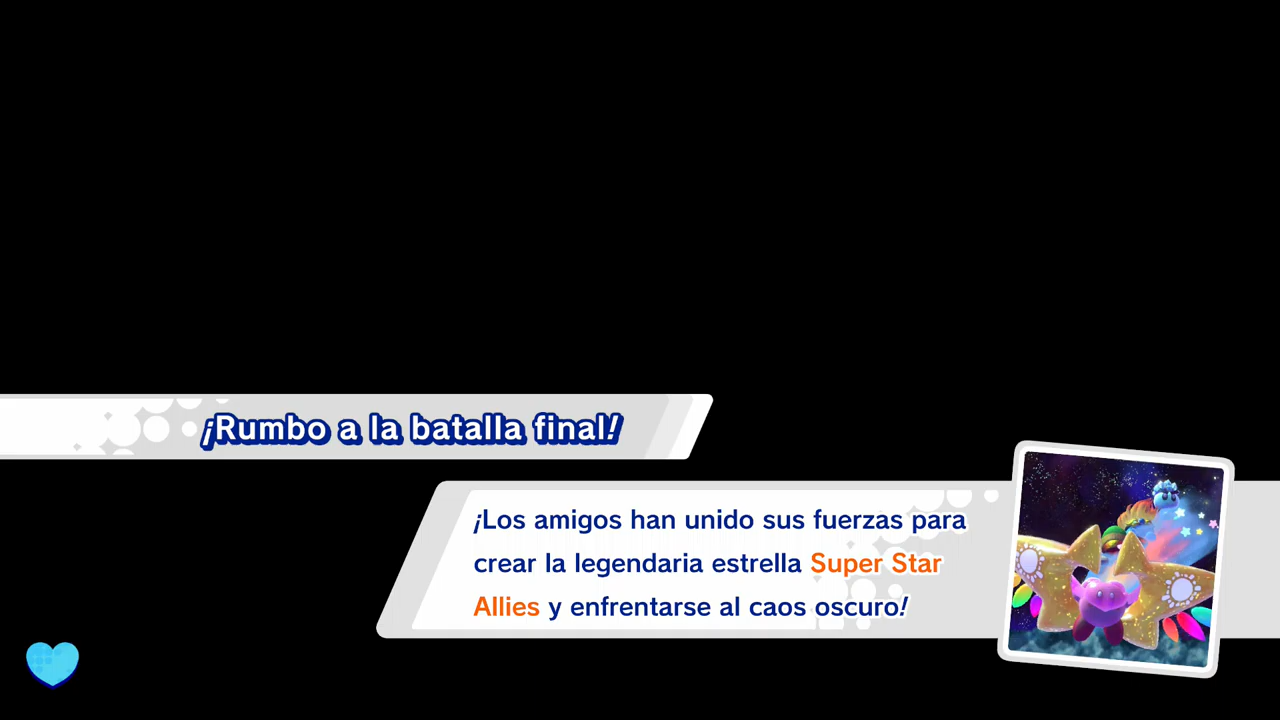 ¡Rumbo a la batalla final!
¡Los amigos han unido sus fuerzas para
crear la legendaria estrella Super Star
Allies y enfrentarse al caos oscuro!